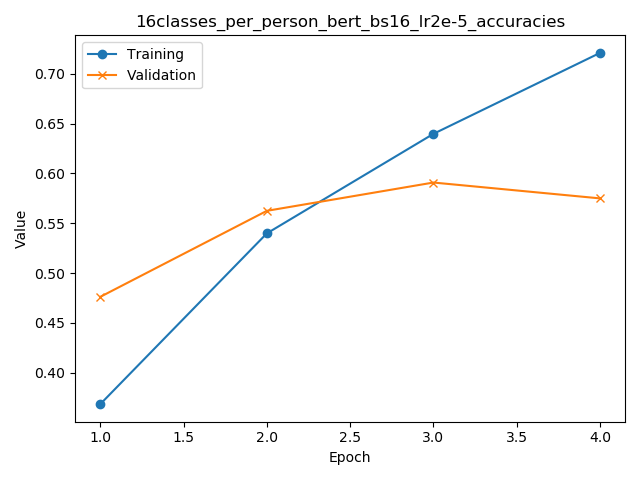 16classes_per_person_bert_bs16_lr2e-5_accuracies
Training
Validation
0.70
0.65
0.60
0.55
0.50
0.45
0.40
Value
1.0 1.5 2.0 2.5 3.0 3.5 4.0
Epoch